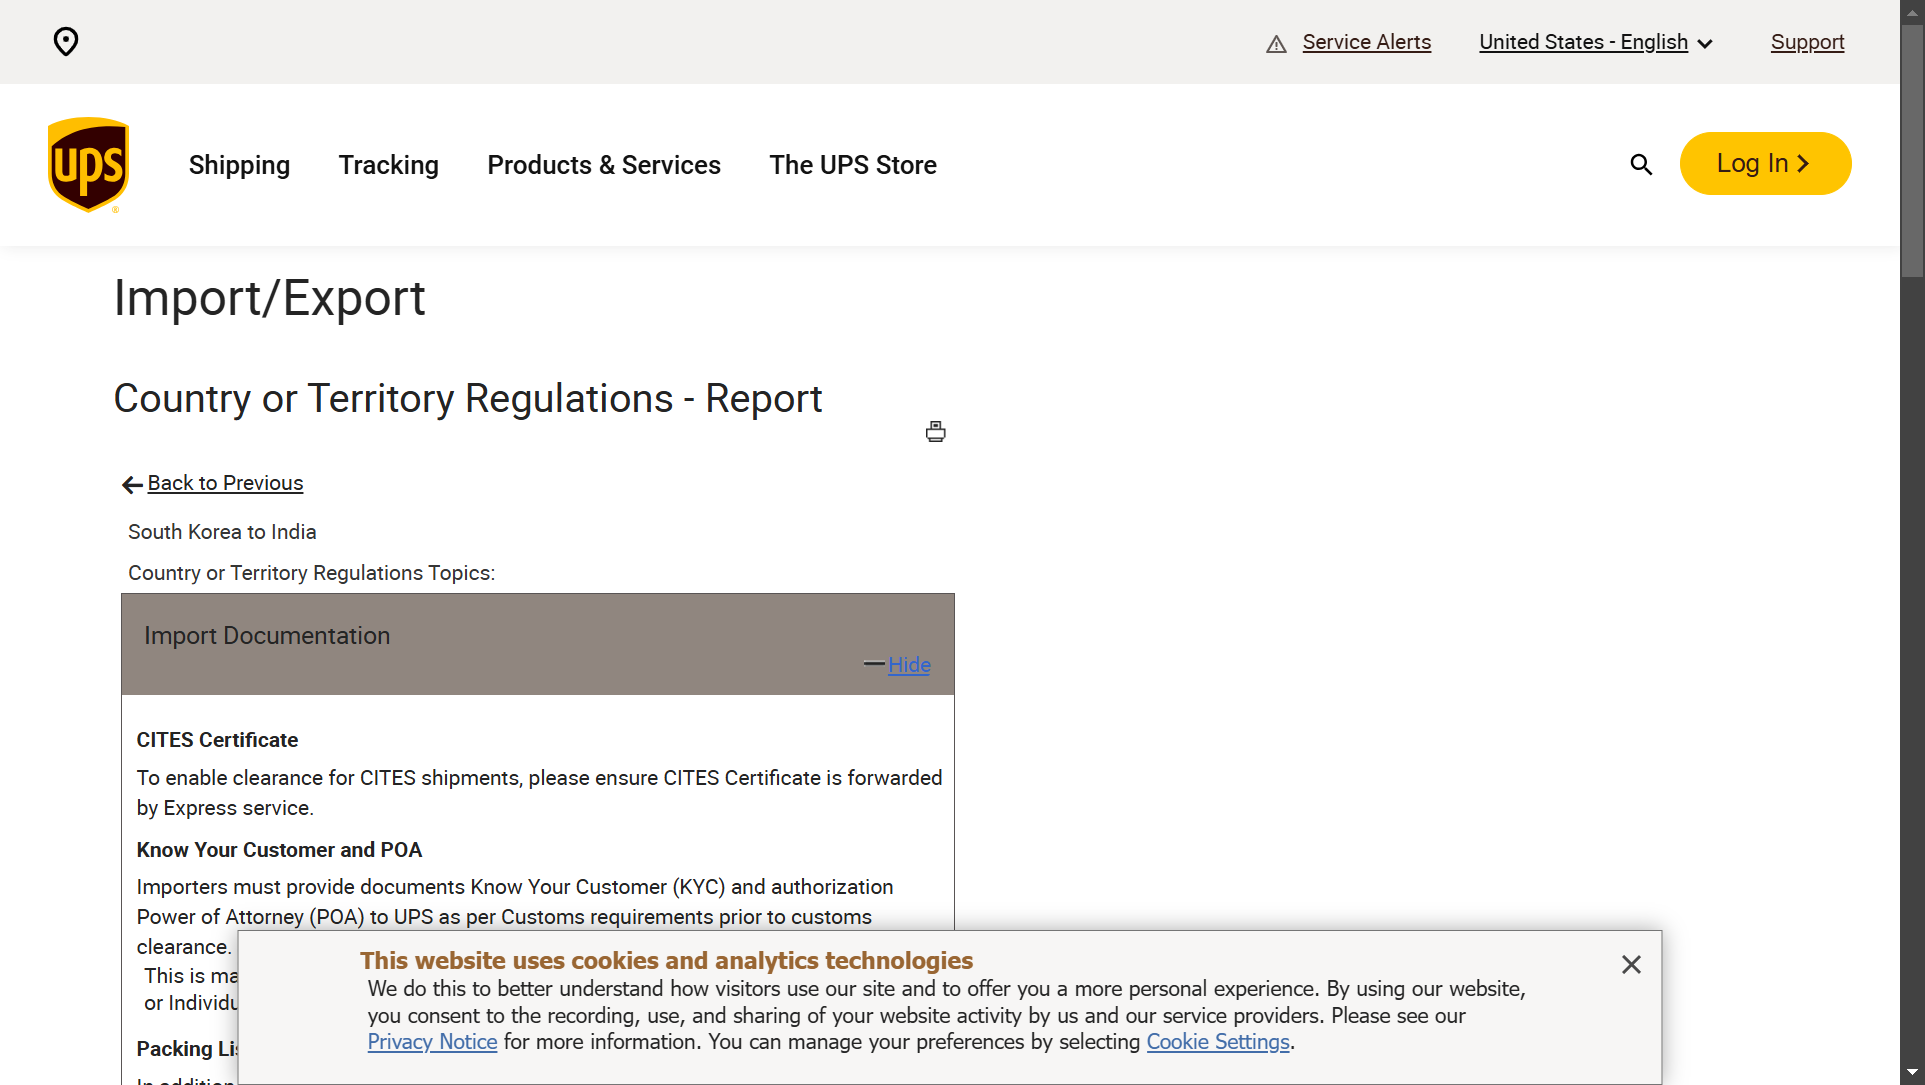 Service Alerts
United States - English
Support
ups
Shipping
Tracking
Products & Services
The UPS Store
Log In
Import/Export
Country or Territory Regulations - Report
Back to Previous
South Korea to India
Country or Territory Regulations Topics:
Import Documentation
Hide
CITES Certificate
To enable clearance for CITES shipments, please ensure CITES Certificate is forwarded
by Express service.
Know Your Customer and POA
Importers must provide documents Know Your Customer (KYC) and authorization
Power of Attorney (POA) to UPS as per Customs requirements prior to customs
clearance.
This is
or
Packing
This website uses cookies and analytics technologies
We do this to better understand how visitors use our site and to offer you a more personal experience. By using our website,
you consent to the recording, use, and sharing of your website activity by us and our service providers. Please see our
Privacy Notice for more information. You can manage your preferences by selecting Cookie Settings.